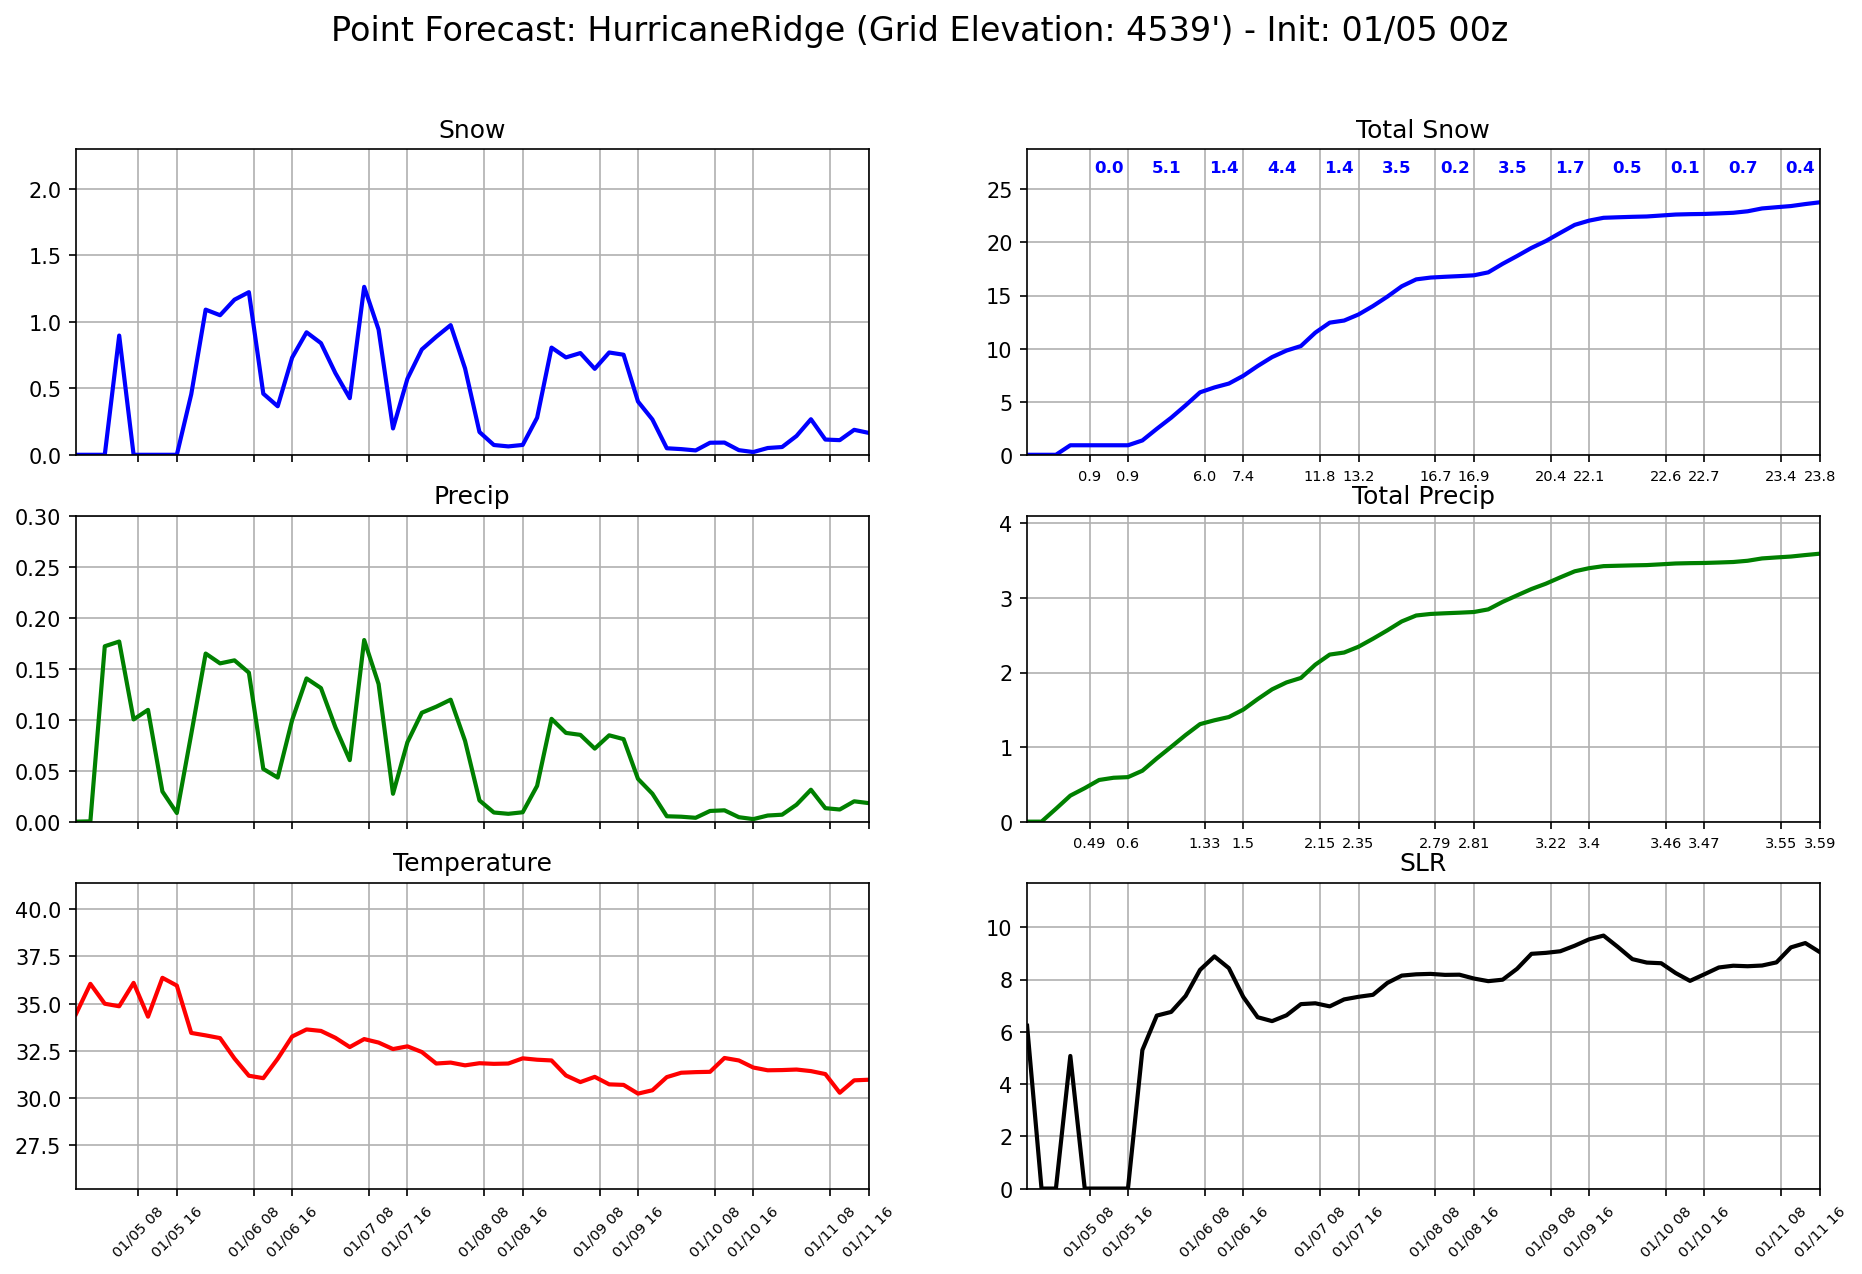 Point Forecast: HurricaneRidge (Grid Elevation: 4539') - Init: 01/05 00z
Snow
2.0
1.5
1.0
0.5
0.0
Total Snow
0.0 5.1 1.4 4.4 1.4 3.5 0.2 3.5 1.7 0.5 0.1 0.7 0.4
25
20
15
10
5
0
0.9 0.9 6.0 7.4 11.8 13.2 16.7 16.9 20.4 22.1 22.6 22.7 23.4 23.8
Precip
0.30
0.25
0.20
0.15
0.10
0.05
0.00
Total Precip
4
3
2
1
0
0.49 0.6 1.33 1.5 2.15 2.35 2.79 2.81 3.22 3.4 3.46 3.47 3.55 3.59
Temperature
40.0
37.5
35.0
32.5
30.0
27.5
01/05 08 01/05 16 01/06 08 01/06 16 01/07 08 01/07 16 01/08 08 01/08 16 01/09 08 01/09 16 01/10 08 01/10 16 01/11 08 01/11 16
SLR
10
8
6
4
2
0
01/05 08 01/05 16 01/06 08 01/06 16 01/07 08 01/07 16 01/08 08 01/08 16 01/09 08 01/09 16 01/10 08 01/10 16 01/11 08 01/11 16